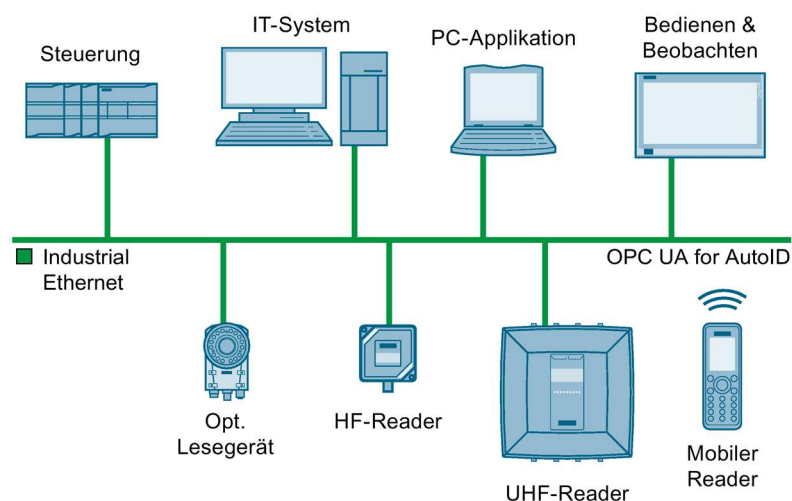 Steuerung
IT-System
PC-Applikation
Bedienen &
Beobachten
Industrial
Ethernet
OPC UA for AutoID
Opt.
Lesegerät
HF-Reader
UHF-Reader
Mobiler
Reader